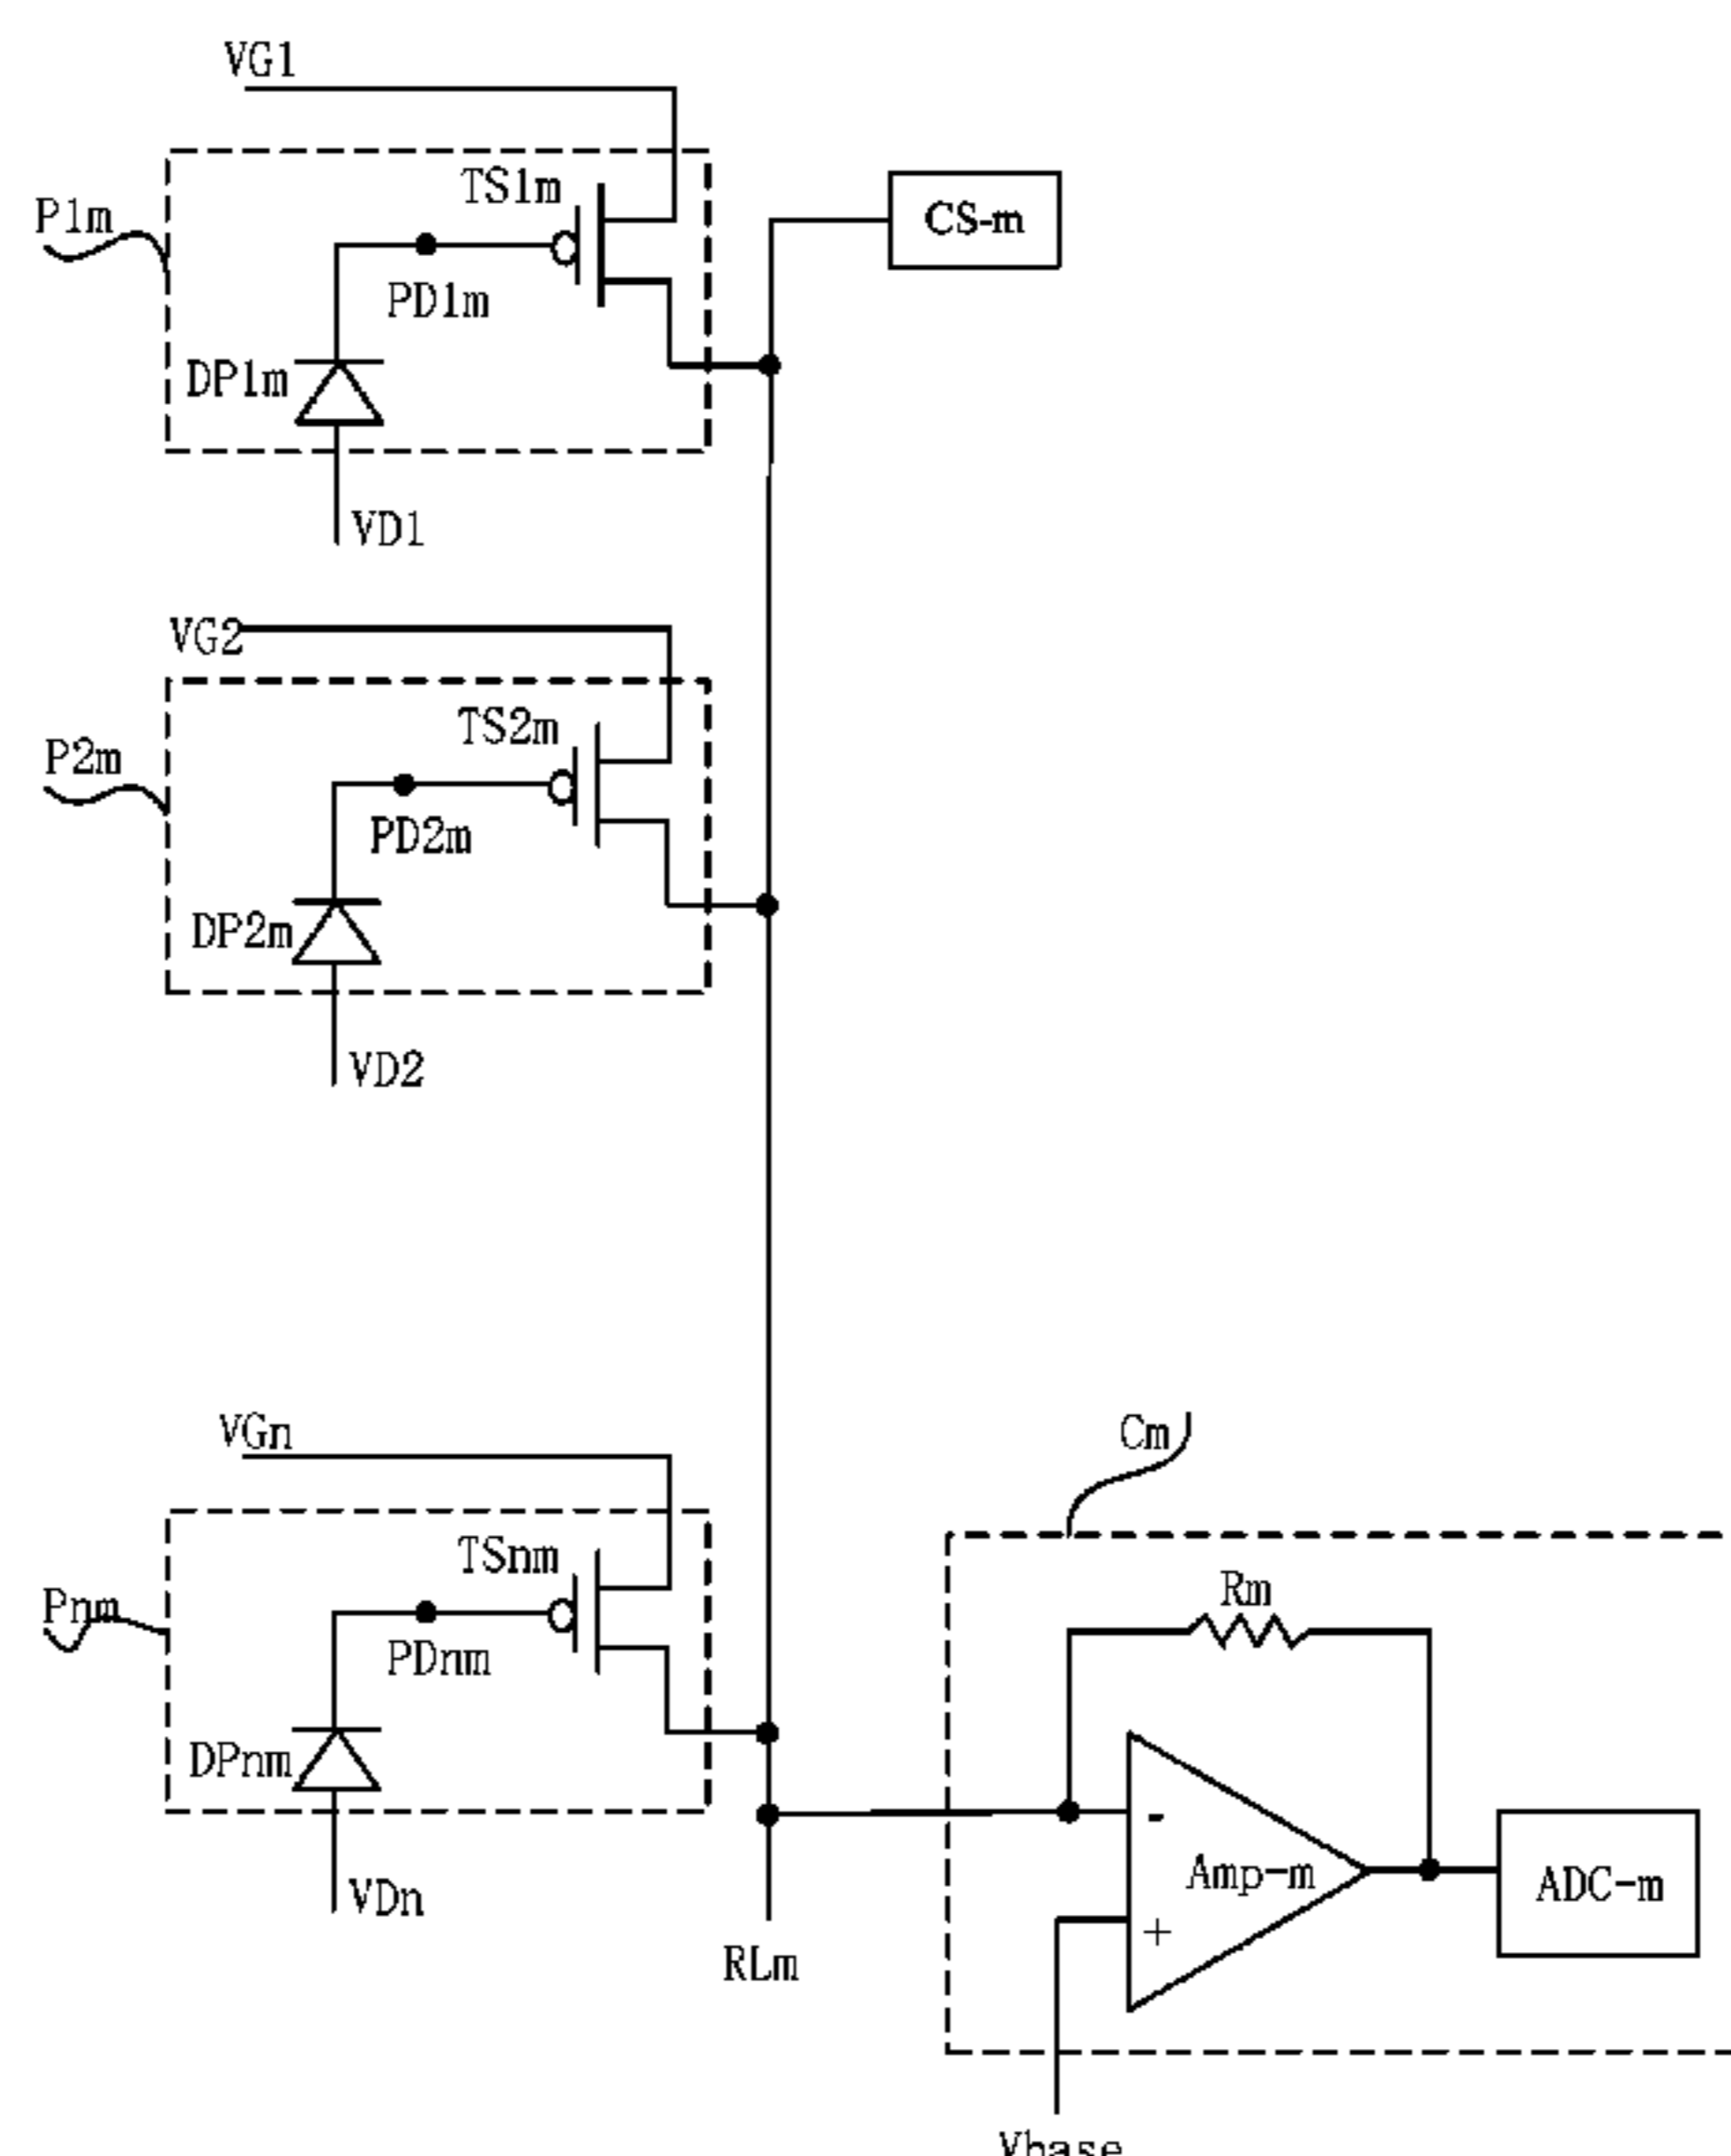 VG1
TS1m
P1m
CS-m
PD1m
DP1m
VD1
VG2
TS2m
P2m
PD2m
DP2m
VD2
VGn
Cm
TSnm
Rm
Pnm
PDnm
DPnm
-
Amp-m
ADC-m
VDn
+
RLm
Vbase